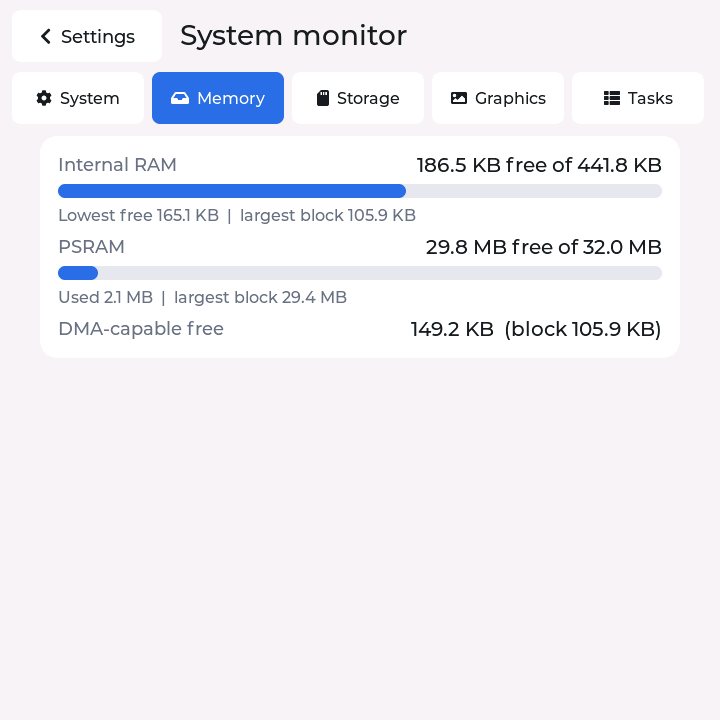 Settings
System monitor
System
Memory
Storage
Graphics
Tasks
Internal RAM
186.5 KB free of 441.8 KB
Lowest free 165.1 KB | largest block 105.9 KB
PSRAM
29.8 MB free of 32.0 MB
Used 2.1 MB | largest block 29.4 MB
DMA-capable free
149.2 KB (block 105.9 KB)